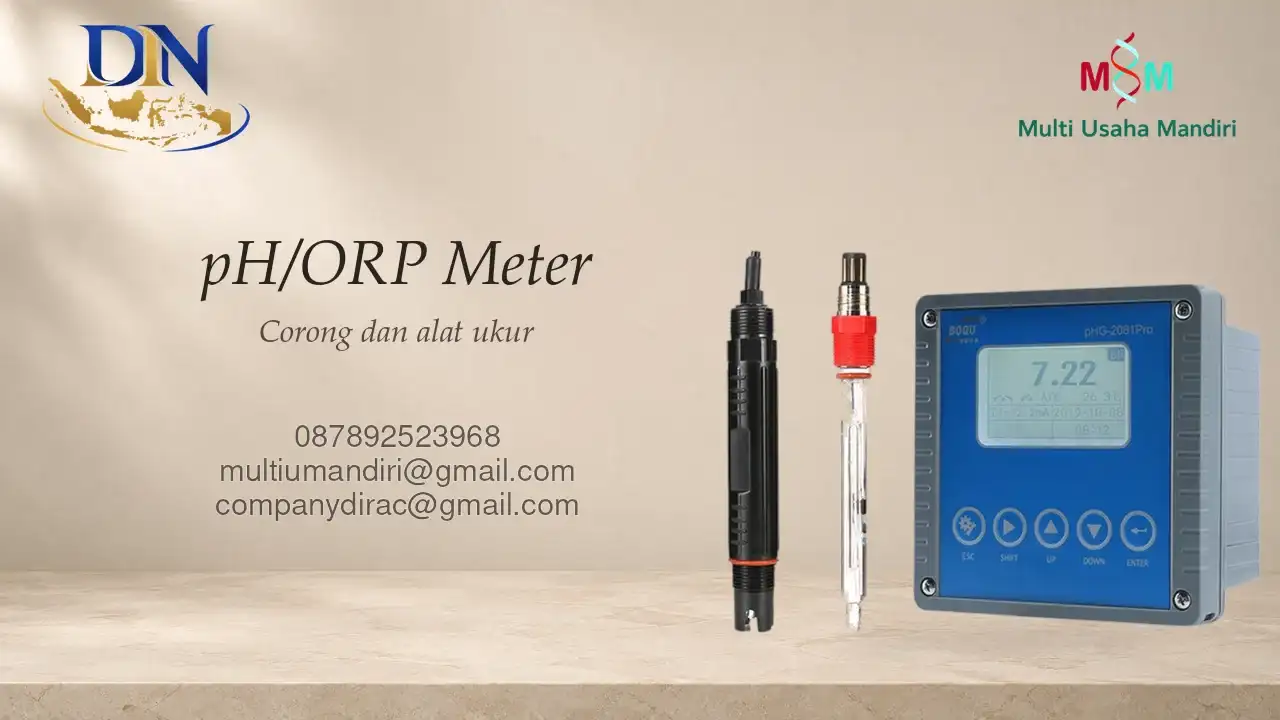 DIN
MSM
Multi Usaha Mandiri
pH/ORP Meter
Corong dan alat ukur
087892523968
multiumandiri@gmail.com
companydirac@gmail.com
BOQU
pHG-2081Pro
7.22
ESC
SHIFT
UP
DOWN
ENTER